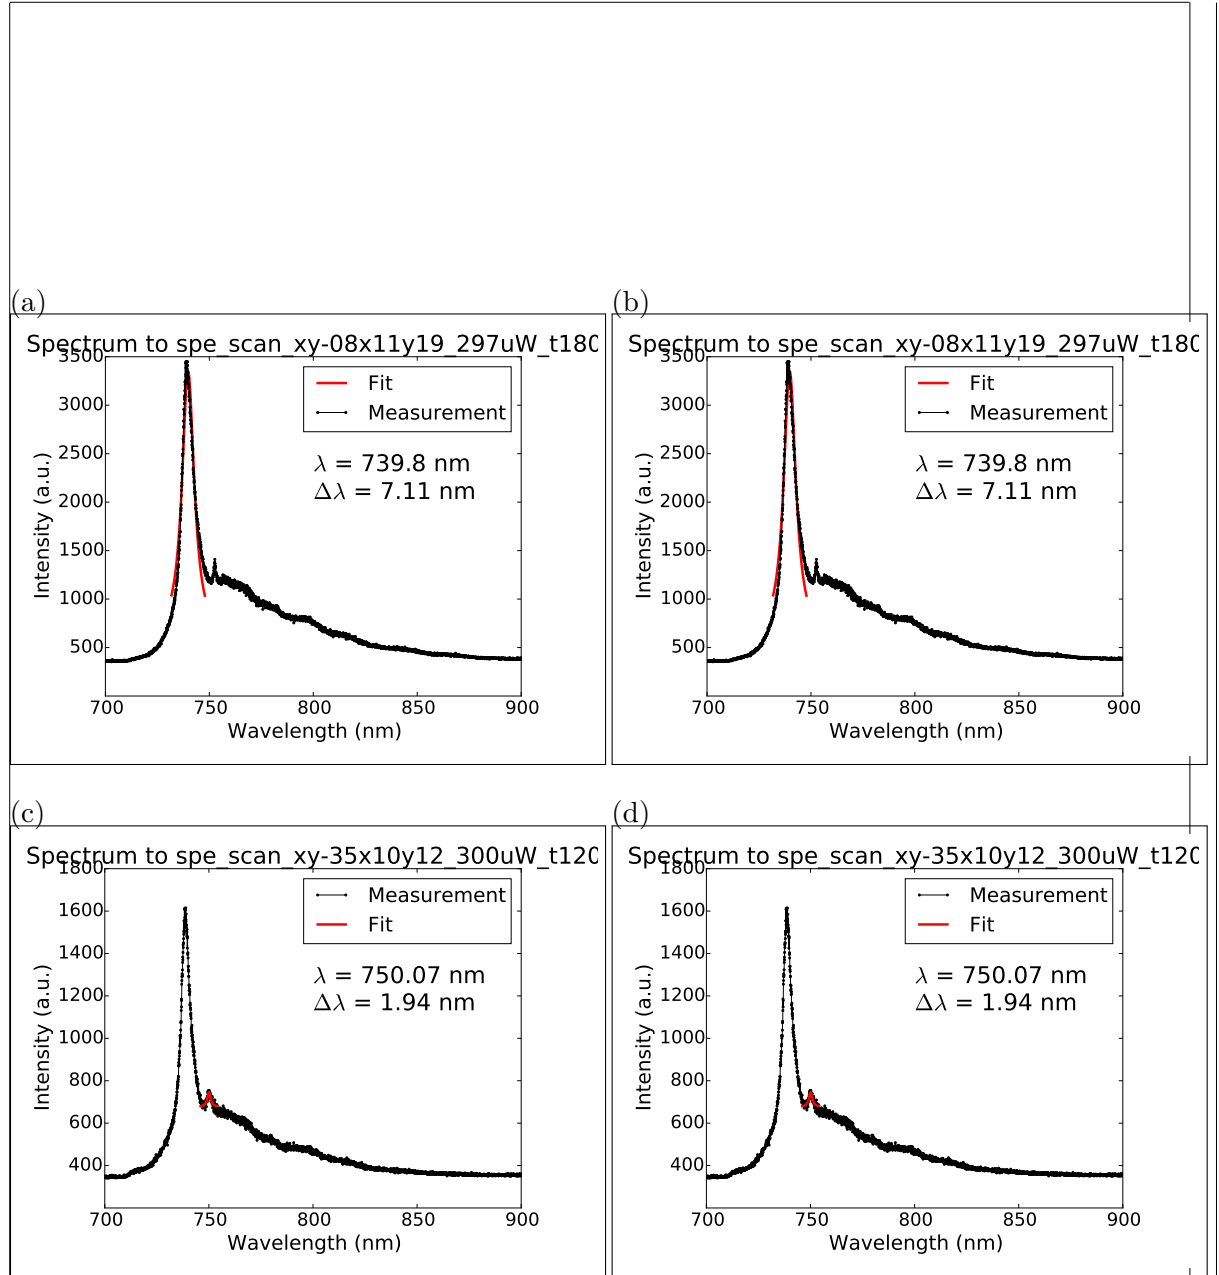 (a)
Spectrum to spe_scan_xy-08x11y19_297uW_t180
3500
3000
2500
2000
1500
1000
500
Intensity (a.u.)
Fit
Measurement
λ = 739.8 nm
Δλ = 7.11 nm
700 750 800 850 900
Wavelength (nm)
(b)
Spectrum to spe_scan_xy-08x11y19_297uW_t180
3500
3000
2500
2000
1500
1000
500
Intensity (a.u.)
Fit
Measurement
λ = 739.8 nm
Δλ = 7.11 nm
700 750 800 850 900
Wavelength (nm)
(c)
Spectrum to spe_scan_xy-35x10y12_300uW_t120
1800
1600
1400
1200
1000
800
600
400
Intensity (a.u.)
Measurement
Fit
λ = 750.07 nm
Δλ = 1.94 nm
700 750 800 850 900
Wavelength (nm)
(d)
Spectrum to spe_scan_xy-35x10y12_300uW_t120
1800
1600
1400
1200
1000
800
600
400
Intensity (a.u.)
Measurement
Fit
λ = 750.07 nm
Δλ = 1.94 nm
700 750 800 850 900
Wavelength (nm)